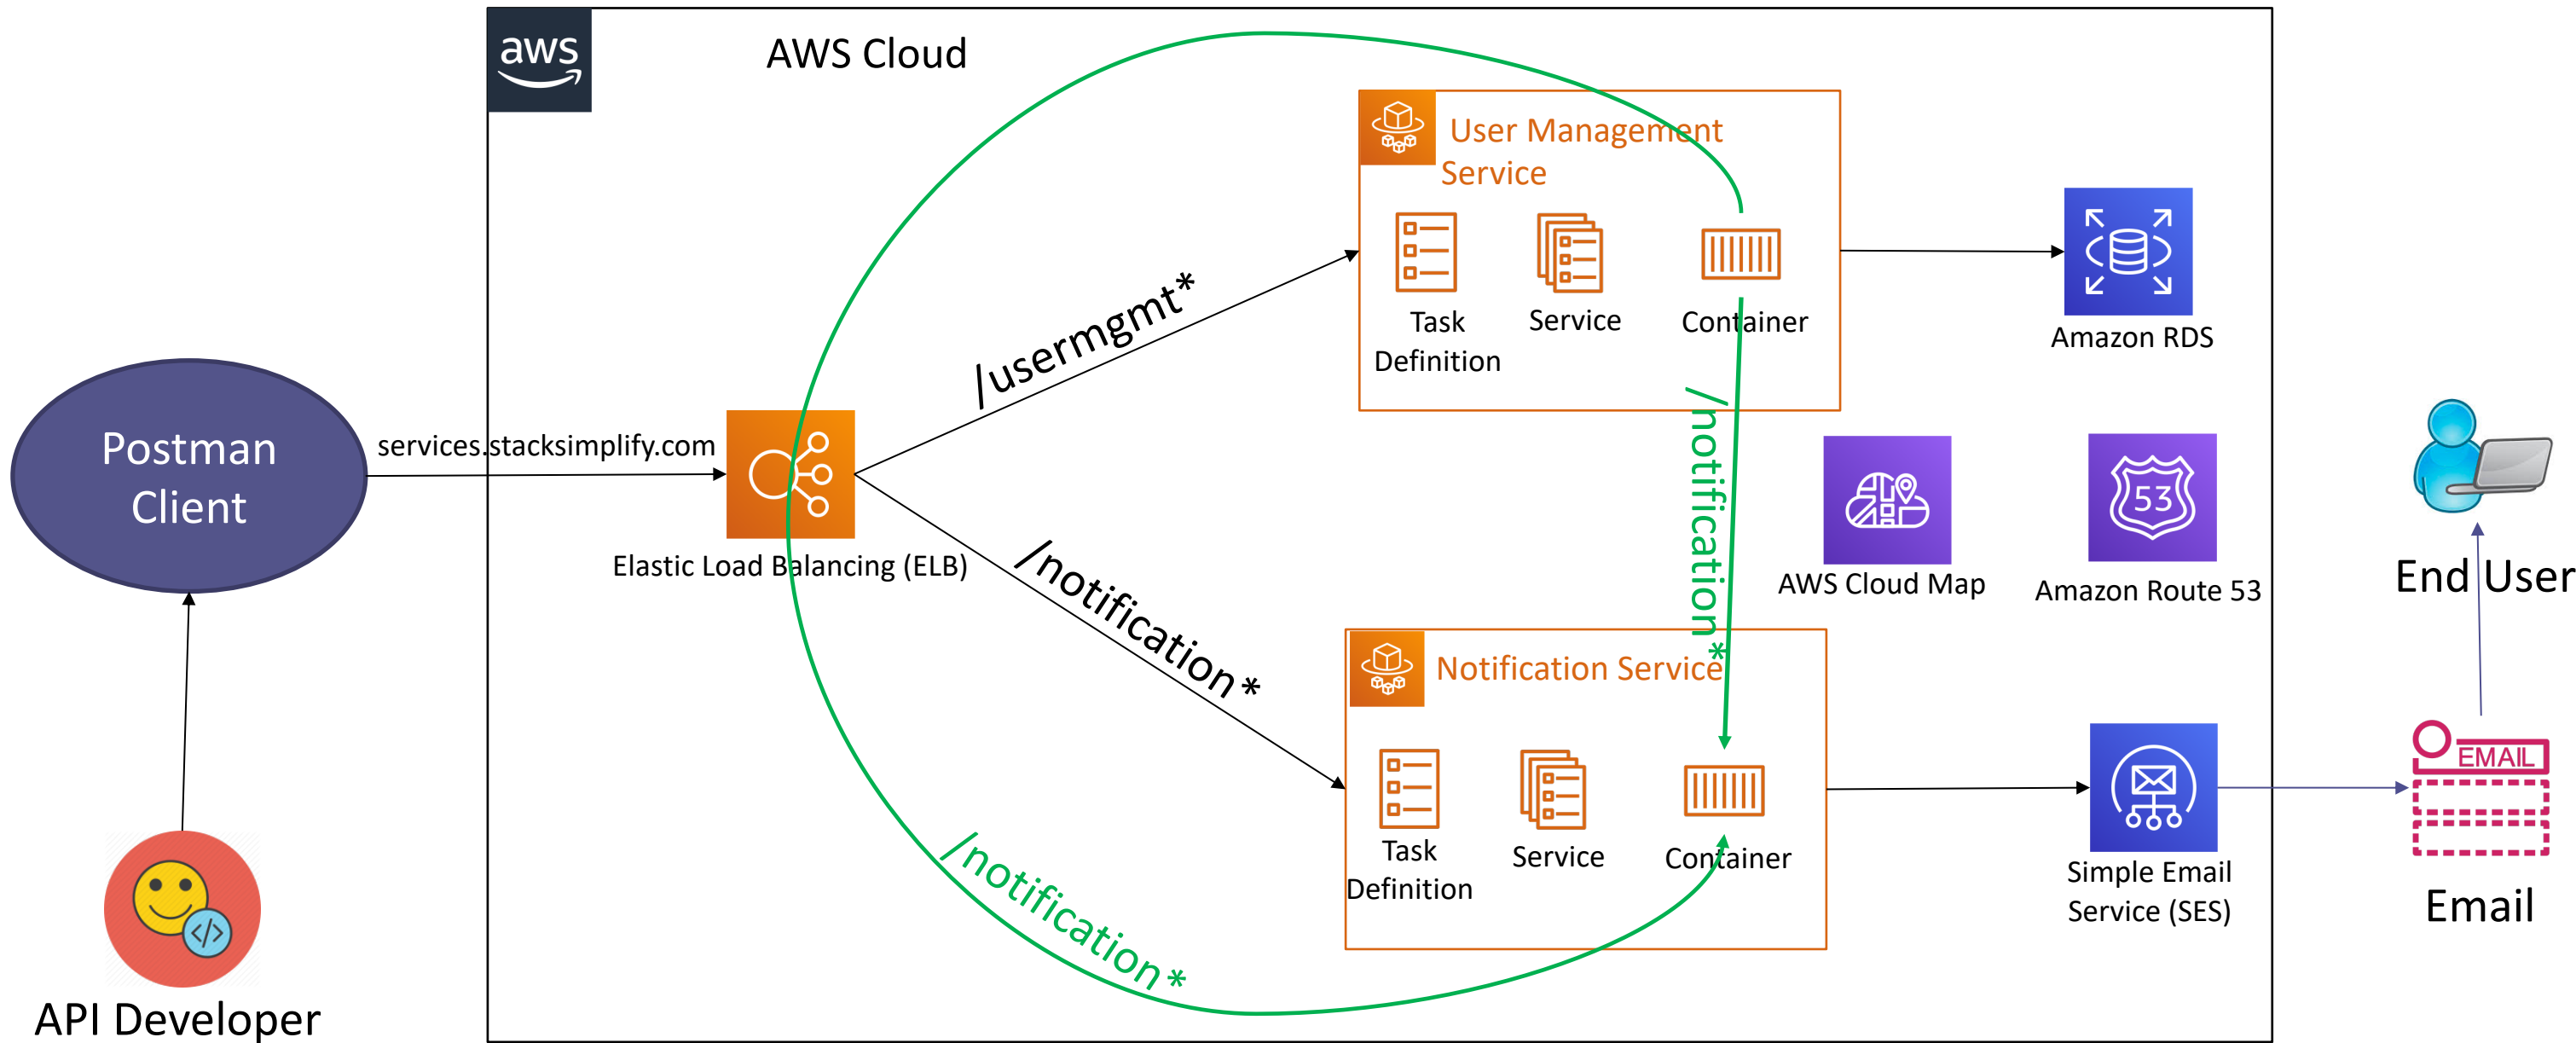 aws
AWS Cloud
User Management
Service
Task
Definition
Service
Container
Amazon RDS
/usermgmt*
Postman
Client
services.stacksimplify.com
Elastic Load Balancing (ELB)
/notification*
/notification*
AWS Cloud Map
53
Amazon Route 53
End User
Notification Service
Task
Definition
Service
Container
Simple Email
Service (SES)
EMAIL
Email
/notification*
</>
API Developer